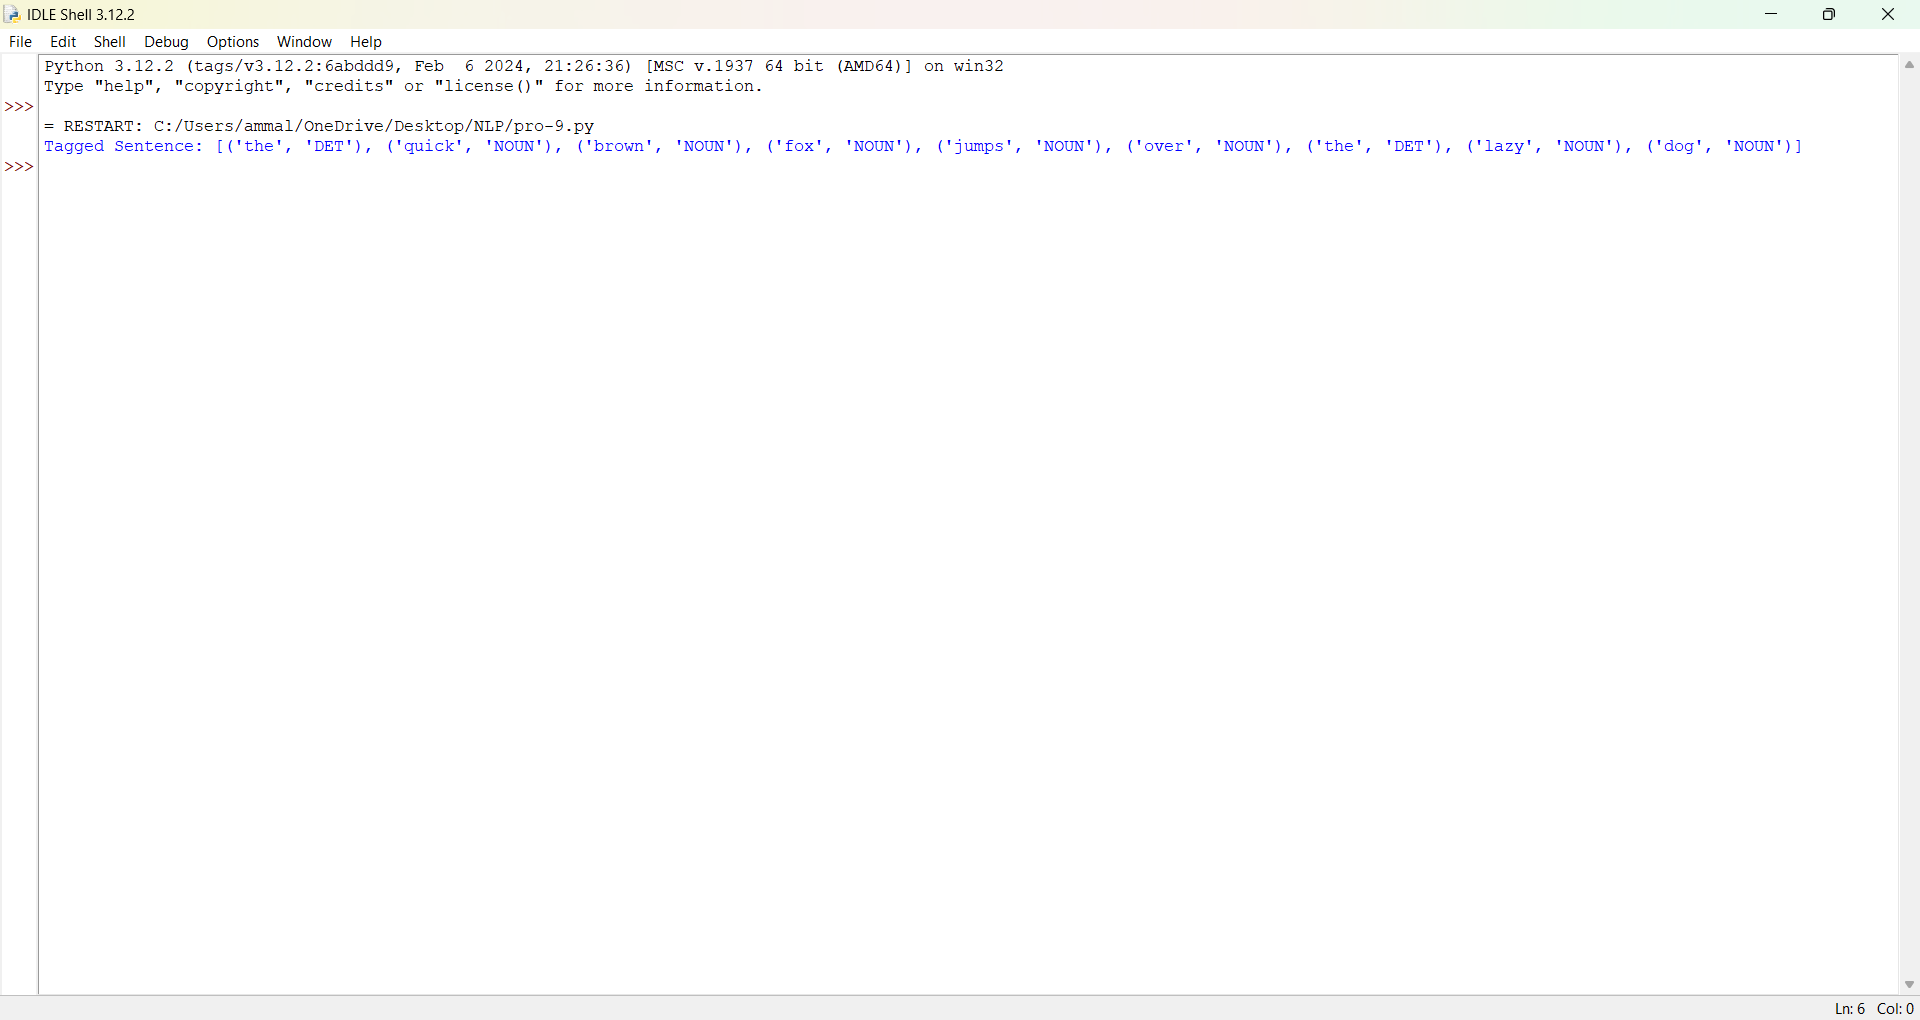 IDLE Shell 3.12.2
File Edit Shell Debug Options Window Help
Python 3.12.2 (tags/v3.12.2:6abddd9, Feb  6 2024, 21:26:36) [MSC v.1937 64 bit (AMD64)] on win32
Type "help", "copyright", "credits" or "license()" for more information.
>>>
= RESTART: C:/Users/ammal/OneDrive/Desktop/NLP/pro-9.py
Tagged Sentence: [('the', 'DET'), ('quick', 'NOUN'), ('brown', 'NOUN'), ('fox', 'NOUN'), ('jumps', 'NOUN'), ('over', 'NOUN'), ('the', 'DET'), ('lazy', 'NOUN'), ('dog', 'NOUN')]
>>>
Ln: 6 Col: 0